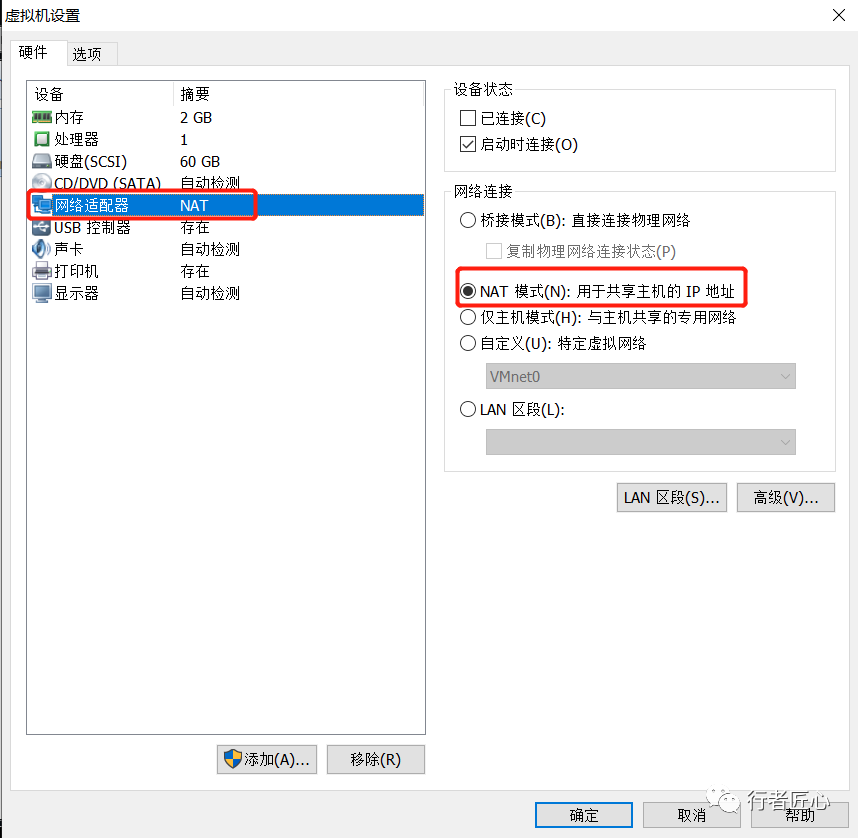 虚拟机设置
硬件 选项
设备 摘要
内存 2 GB
处理器 1
硬盘(SCSI) 60 GB
CD/DVD (SATA) 自动检测
网络适配器 NAT
USB 控制器 存在
声卡 自动检测
打印机 存在
显示器 自动检测
添加(A)... 移除(R)
设备状态
已连接(C)
启动时连接(O)
网络连接
桥接模式(B): 直接连接物理网络
复制物理网络连接状态(P)
NAT 模式(N): 用于共享主机的 IP 地址
仅主机模式(H): 与主机共享的专用网络
自定义(U): 特定虚拟网络
VMnet0
LAN 区段(L):
LAN 区段(S)... 高级(V)...
确定 取消 帮助
行者匠心